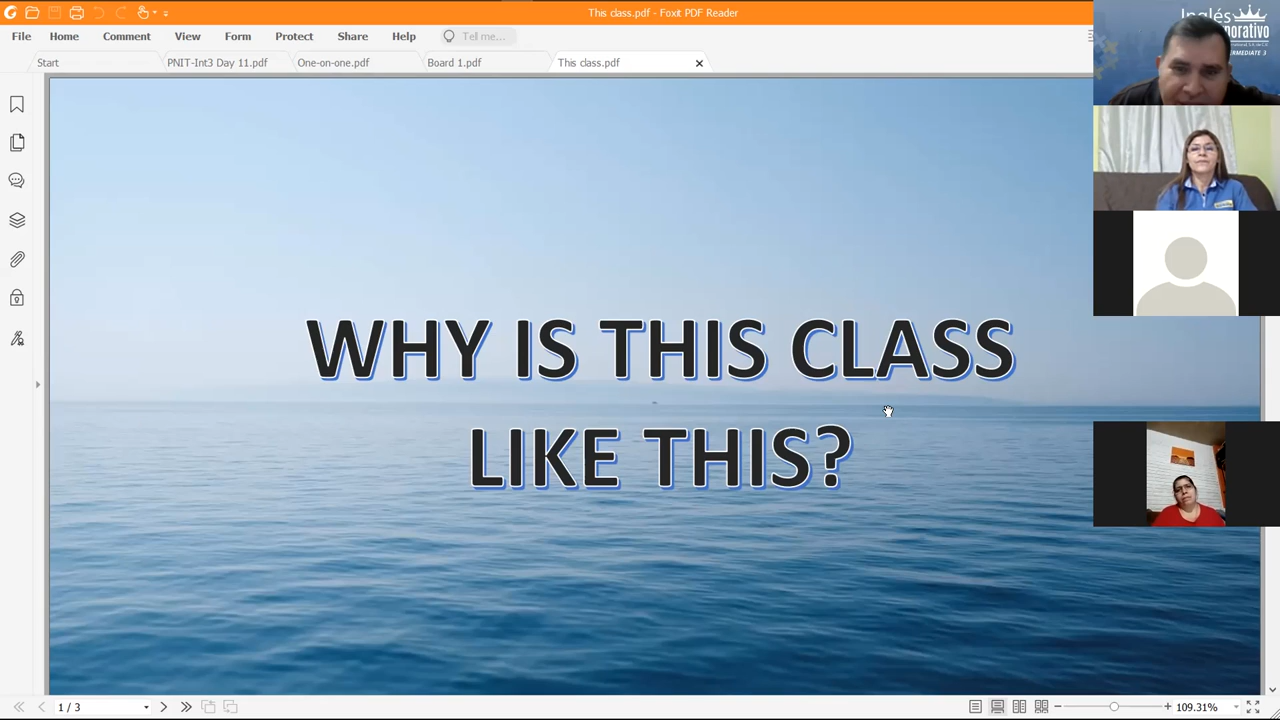 This class.pdf - Foxit PDF Reader
File Home Comment View Form Protect Share Help Tell me...
Start PNIT-Int3 Day 11.pdf One-on-one.pdf Board 1.pdf This class.pdf
Inglés
WHY IS THIS CLASS
LIKE THIS?
1 / 3
109.31%